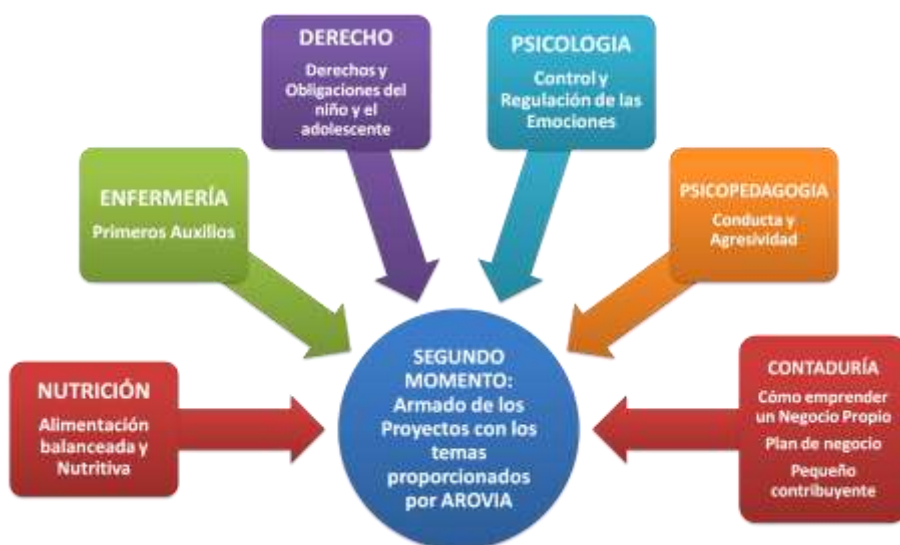 DERECHO
Derechos y
Obligaciones del
niño y el
adolescente
PSICOLOGIA
Control y
Regulación de las
Emociones
ENFERMERÍA
Primeros Auxilios
PSICOPEDAGOGIA
Conducta y
Agresividad
NUTRICIÓN
Alimentación
balanceada y
Nutritiva
SEGUNDO
MOMENTO:
Armado de los
Proyectos con los
temas
proporcionados
por AROVIA
CONTADURÍA
Cómo emprender
un Negocio Propio
Plan de negocio
Pequeño
contribuyente